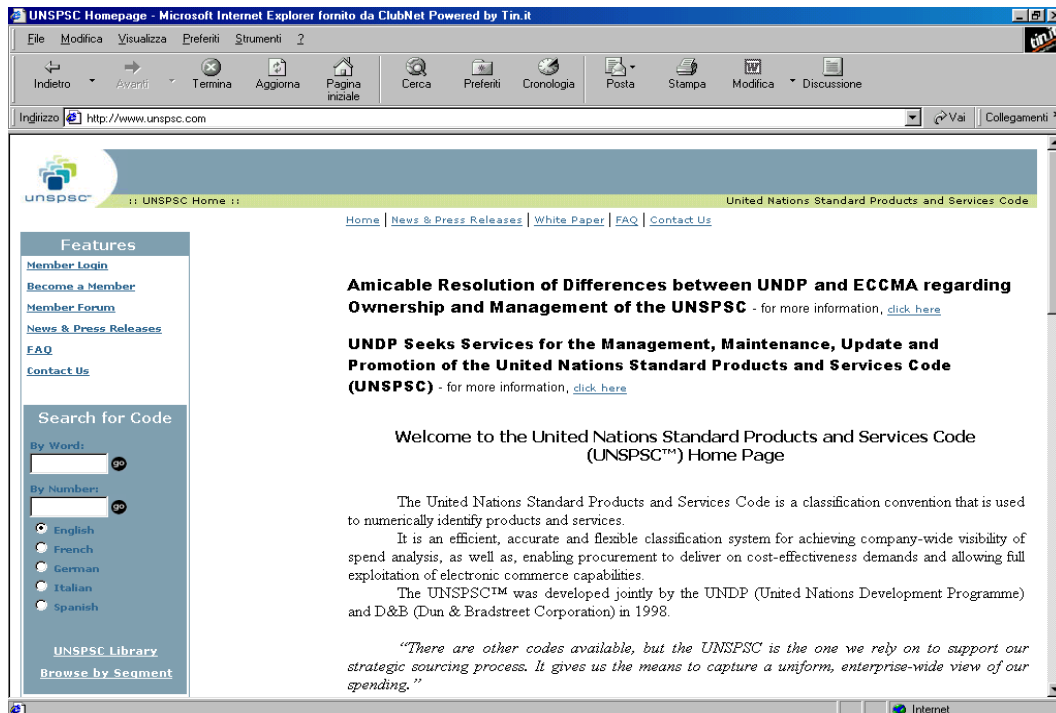 UNSPSC Homepage - Microsoft Internet Explorer fornito da ClubNet Powered by Tin.it
File Modifica Visualizza Preferiti Strumenti ?
tin.it
Indietro Avanti Termina Aggiorna Pagina iniziale Cerca Preferiti Cronologia Posta Stampa Modifica Discussione
Indirizzo http://www.unspsc.com Vai Collegamenti
unspsc
:: UNSPSC Home :: United Nations Standard Products and Services Code
Home | News & Press Releases | White Paper | FAQ | Contact Us
Features
Member Login
Become a Member
Member Forum
News & Press Releases
FAQ
Contact Us
Search for Code
By Word:
go
By Number:
go
English
French
German
Italian
Spanish
UNSPSC Library
Browse by Segment
Amicable Resolution of Differences between UNDP and ECCMA regarding
Ownership and Management of the UNSPSC - for more information, click here
UNDP Seeks Services for the Management, Maintenance, Update and
Promotion of the United Nations Standard Products and Services Code
(UNSPSC) - for more information, click here
Welcome to the United Nations Standard Products and Services Code
(UNSPSC™) Home Page
The United Nations Standard Products and Services Code is a classification convention that is used
to numerically identify products and services.
It is an efficient, accurate and flexible classification system for achieving company-wide visibility of
spend analysis, as well as, enabling procurement to deliver on cost-effectiveness demands and allowing full
exploitation of electronic commerce capabilities.
The UNSPSC™ was developed jointly by the UNDP (United Nations Development Programme)
and D&B (Dun & Bradstreet Corporation) in 1998.
“There are other codes available, but the UNSPSC is the one we rely on to support our
strategic sourcing process. It gives us the means to capture a uniform, enterprise-wide view of our
spending.”
Internet